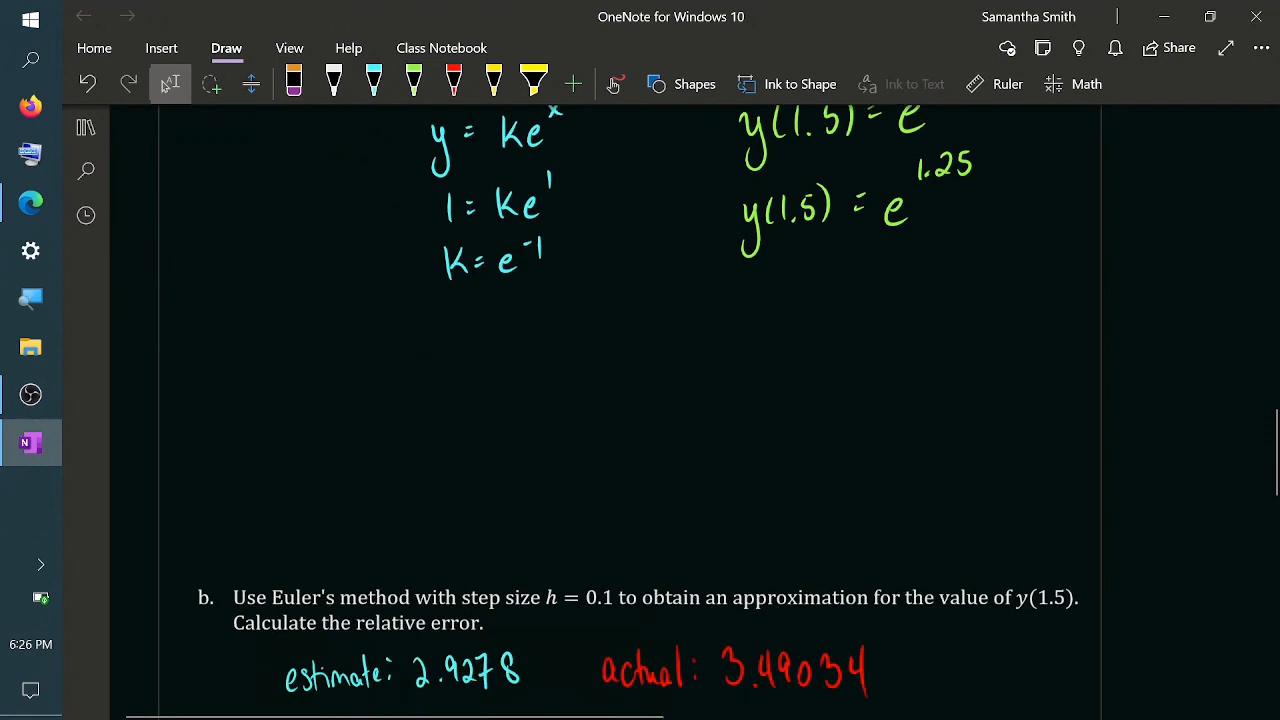 OneNote for Windows 10
Samantha Smith
Home Insert Draw View Help Class Notebook
Share
Shapes Ink to Shape Ink to Text Ruler Math
y = ke^x
1 = ke^1
k = e^-1
y(1.5) = e
y(1.5) = e^1.25
b. Use Euler's method with step size h = 0.1 to obtain an approximation for the value of y(1.5).
Calculate the relative error.
estimate: 2.9278 actual: 3.49034
6:26 PM